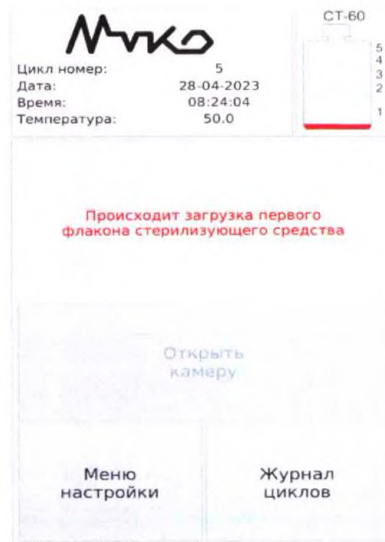 Мико
СТ-60
Цикл номер: 5
Дата: 28-04-2023
Время: 08:24:04
Температура: 50.0
5
4
3
2
1
Происходит загрузка первого
флакона стерилизующего средства
Открыть
камеру
Меню
настройки
Журнал
циклов